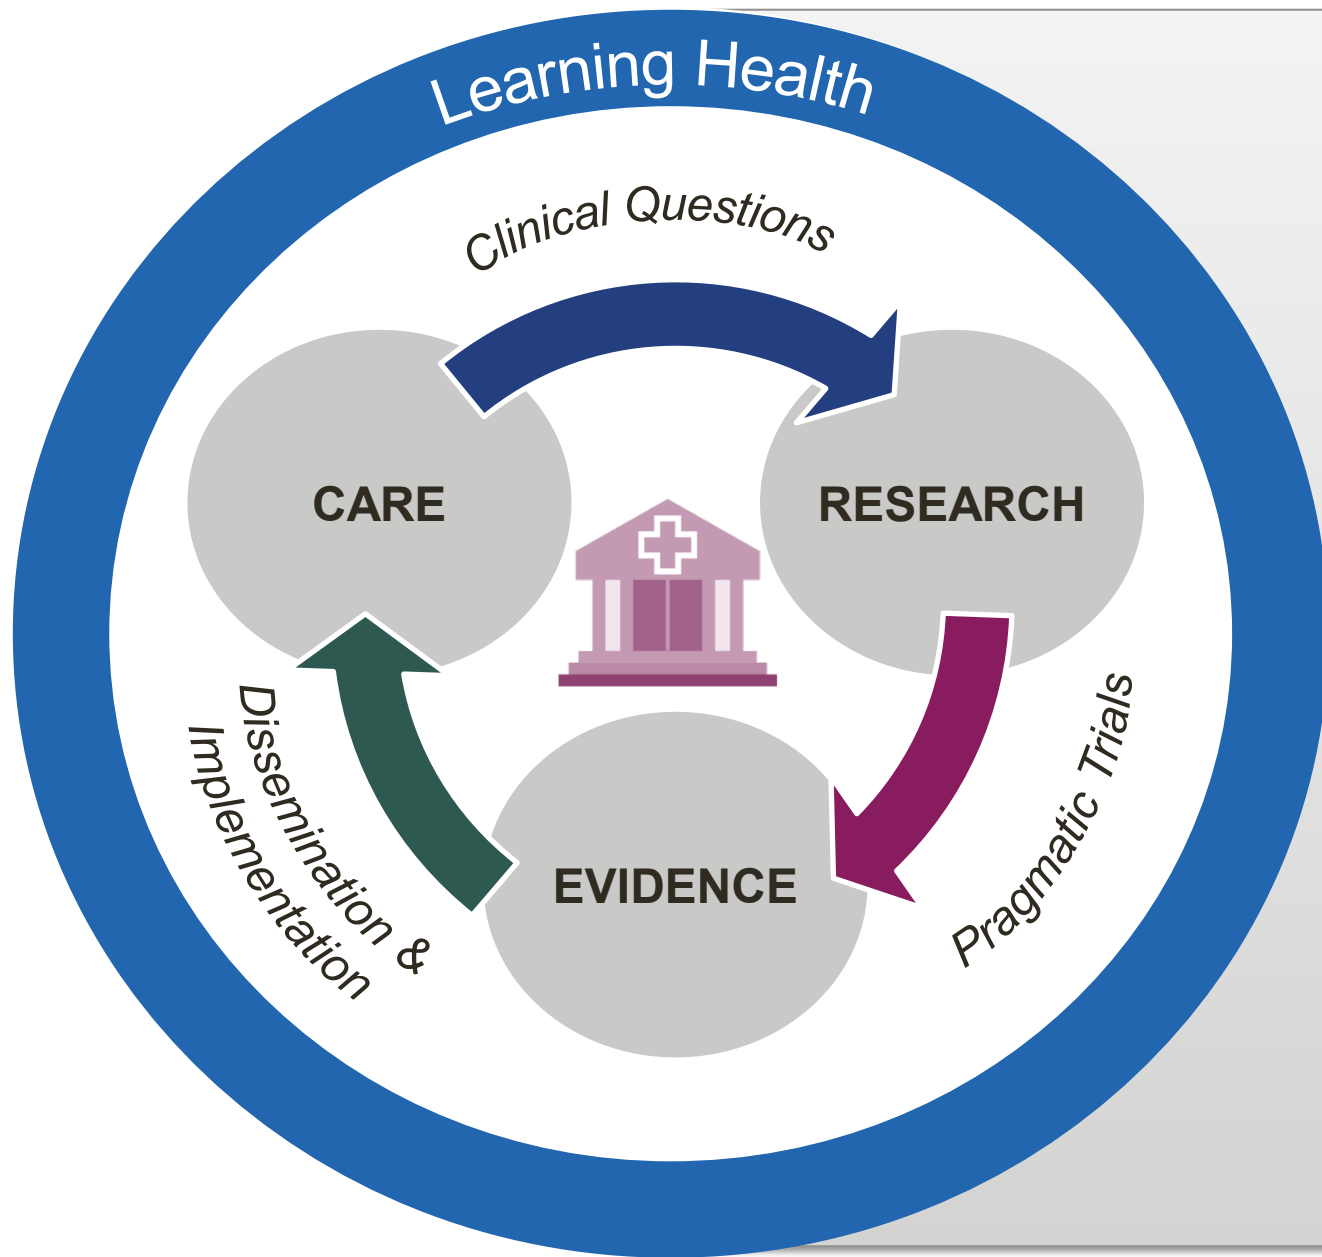 Learning Health
Clinical Questions
CARE
RESEARCH
EVIDENCE
Pragmatic Trials
Dissemination &
Implementation